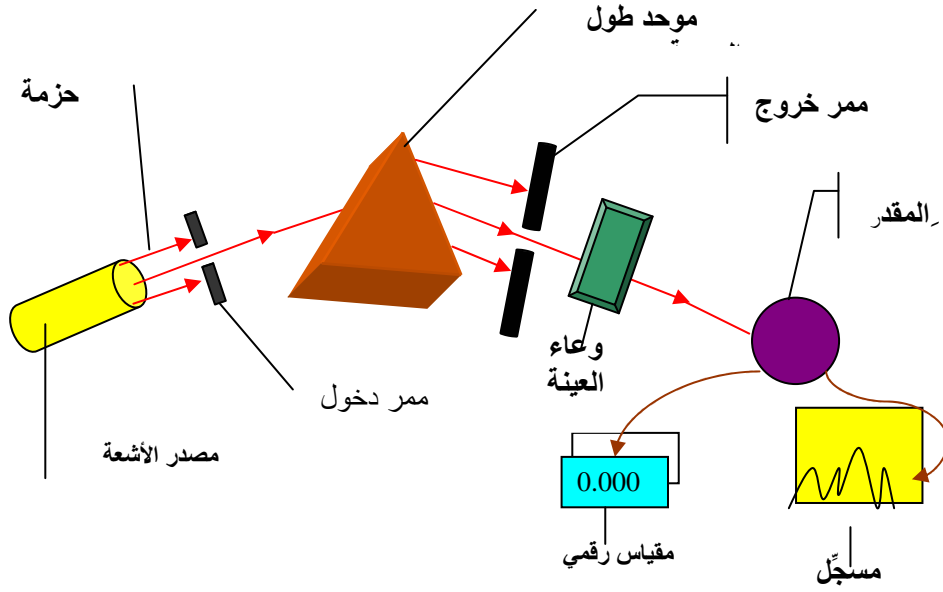 موحد طول
حزمة
ممر خروج
المقدر
وعاء
العينة
ممر دخول
مصدر الأشعة
0.000
مقياس رقمي
مسجِّل